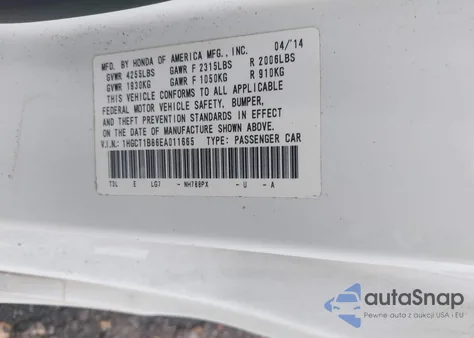 MFD. BY HONDA OF AMERICA MFG., INC. 04/14
GVWR 4255LBS GAWR F 2315LBS R 2006LBS
GVWR 1930KG GAWR F 1050KG R 910KG
THIS VEHICLE CONFORMS TO ALL APPLICABLE
FEDERAL MOTOR VEHICLE SAFETY, BUMPER,
AND THEFT PREVENTION STANDARDS IN EFFECT
ON THE DATE OF MANUFACTURE SHOWN ABOVE.
V.I.N.: 1HGCT1B86EA011665 TYPE: PASSENGER CAR
T3L E LG7 - NH788PX - U - A
autoSnap
Pewne auta z aukcji USA i EU